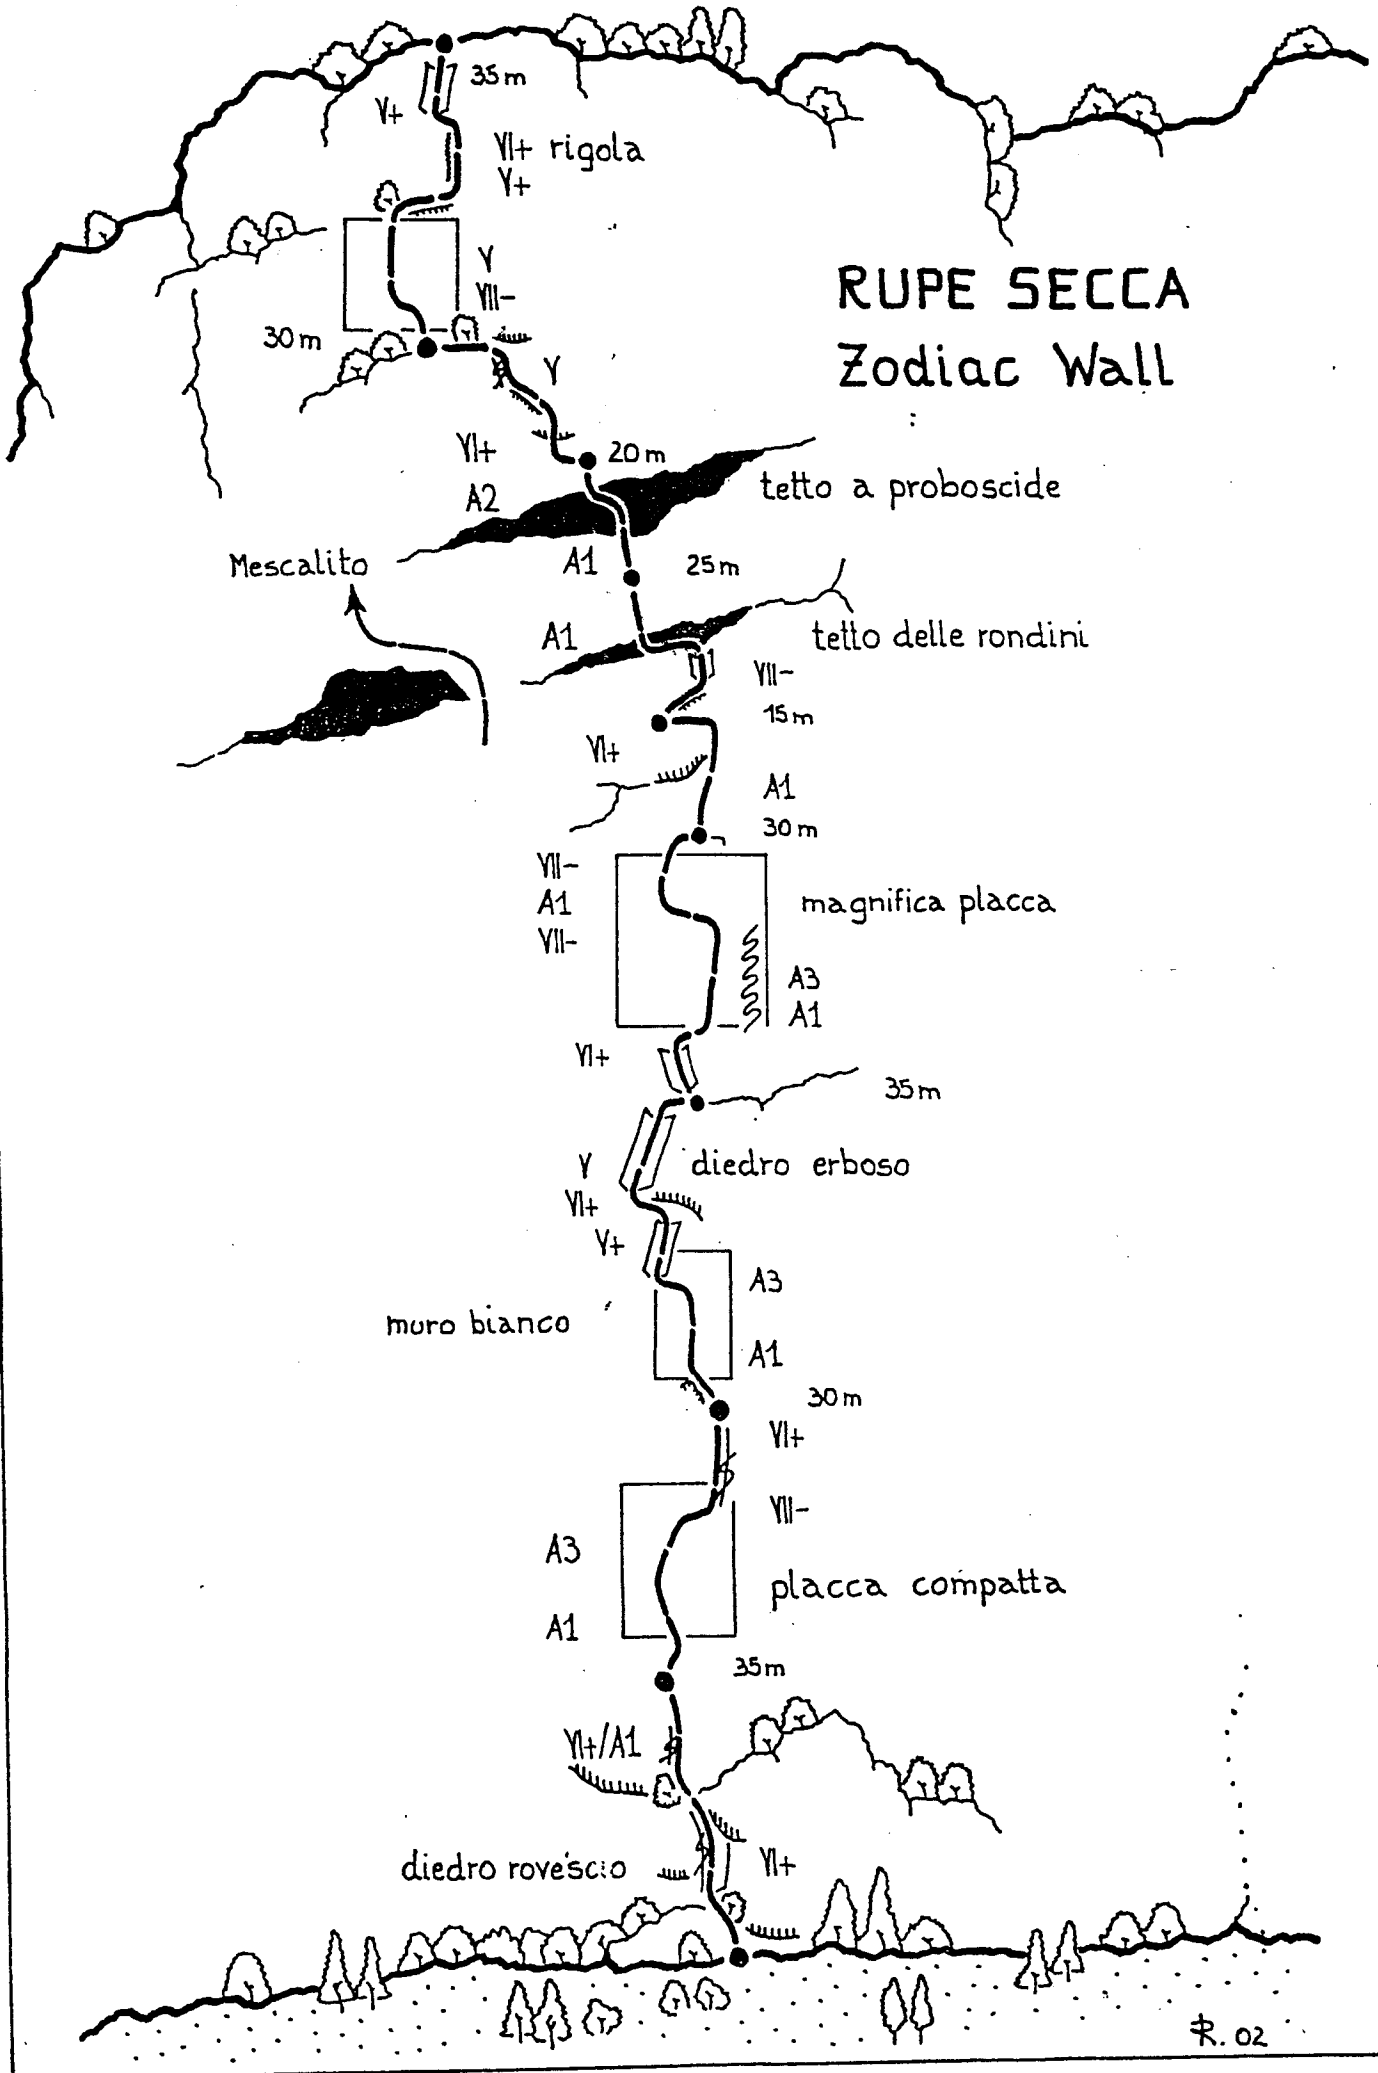 35m
V+
VI+ rigola
V+
RUPE SECCA
Zodiac Wall
V
VII-
30m
V
VI+
20m
A2
tetto a proboscide
Mescalito
A1
25m
A1
tetto delle rondini
VII-
15m
VI+
A1
30m
VII-
A1
magnifica placca
VII-
A3
A1
VI+
35m
V
diedro erboso
VI+
V+
A3
muro bianco
A1
30m
VI+
VII-
A3
placca compatta
A1
35m
VI+/A1
diedro rovescio
VI+
R. 02